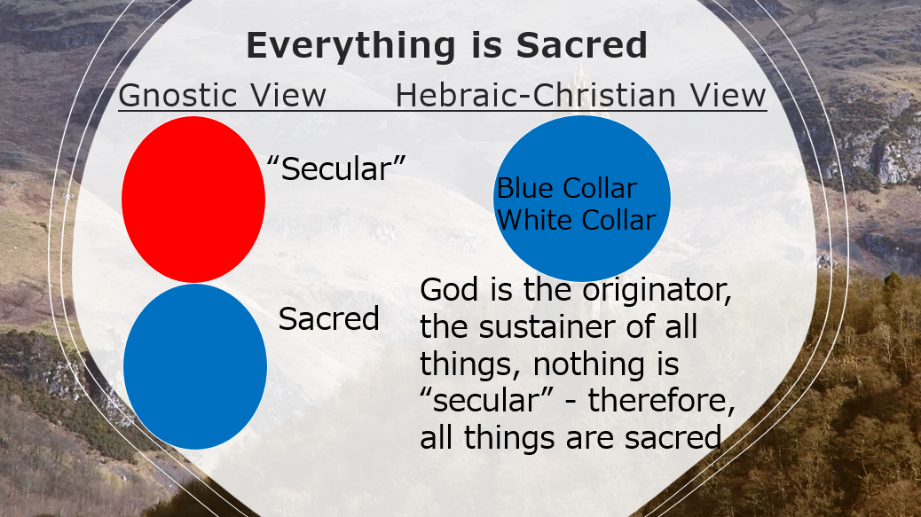 Everything is Sacred
Gnostic View Hebraic-Christian View
“Secular”
Sacred
Blue Collar
White Collar
God is the originator,
the sustainer of all
things, nothing is
“secular” - therefore,
all things are sacred